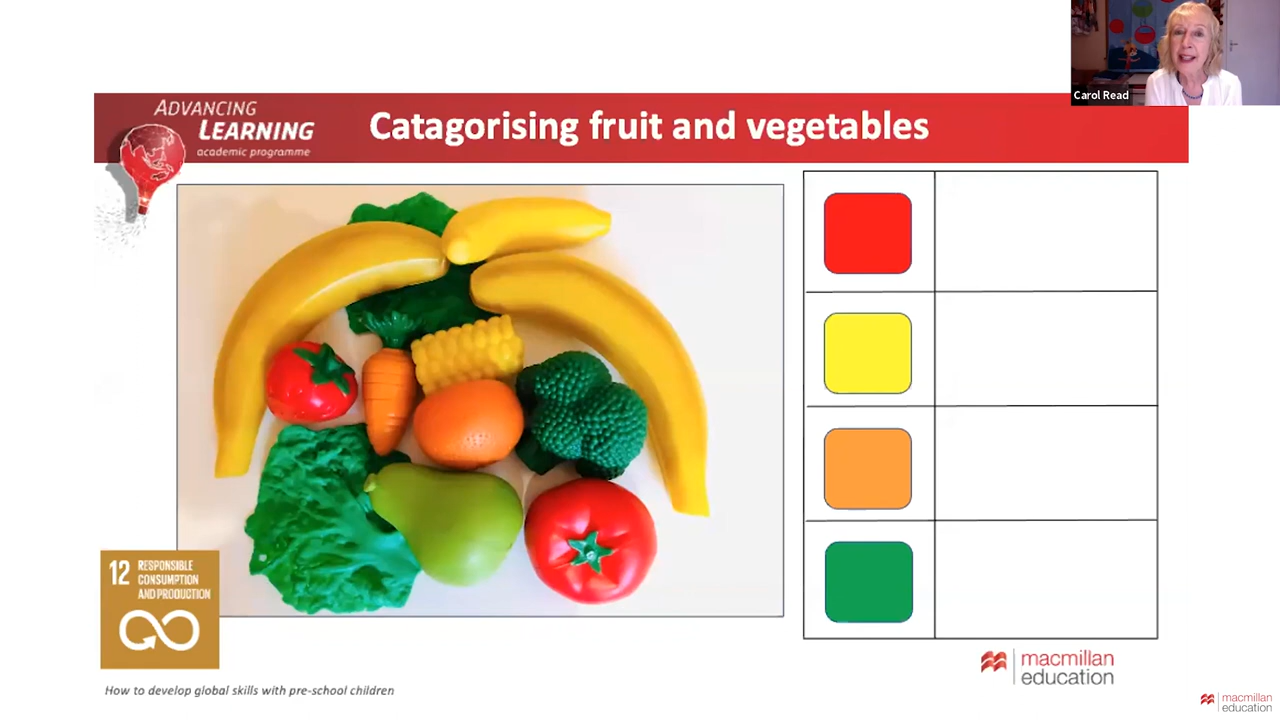 Carol Read
ADVANCING
LEARNING
academic programme
Catagorising fruit and vegetables
12 RESPONSIBLE
CONSUMPTION
AND PRODUCTION
macmillan
education
How to develop global skills with pre-school children
macmillan
education